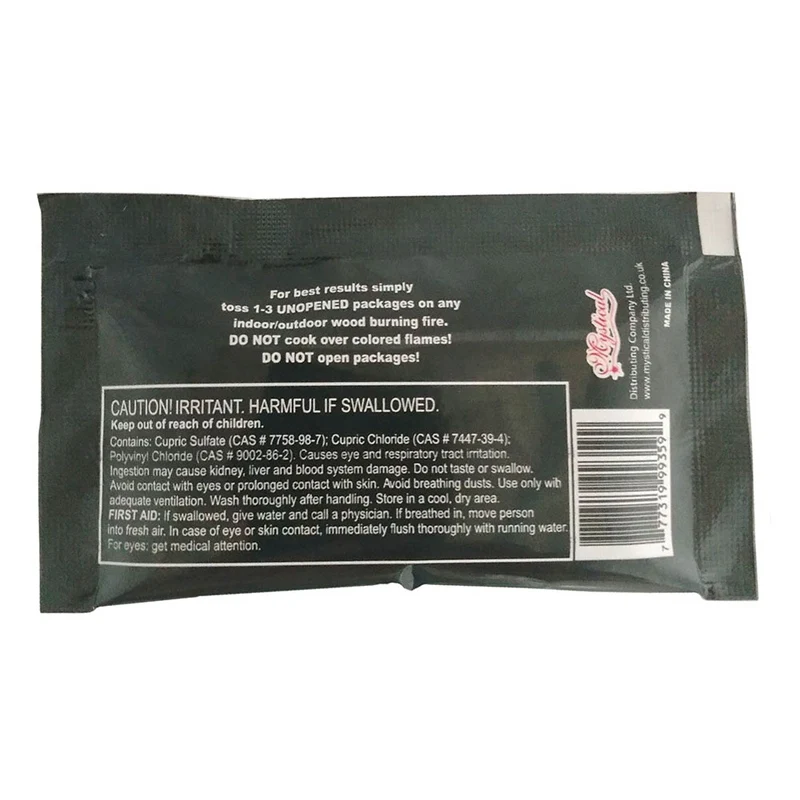 For best results simply
toss 1-3 UNOPENED packages on any
indoor/outdoor wood burning fire.
DO NOT cook over colored flames!
DO NOT open packages!
CAUTION! IRRITANT. HARMFUL IF SWALLOWED.
Keep out of reach of children.
Contains: Cupric Sulfate (CAS # 7758-98-7); Cupric Chloride (CAS # 7447-39-4);
Polyvinyl Chloride (CAS # 9002-86-2). Causes eye and respiratory tract irritation.
Ingestion may cause kidney, liver and blood system damage. Do not taste or swallow.
Avoid contact with eyes or prolonged contact with skin. Avoid breathing dusts. Use only with
adequate ventilation. Wash thoroughly after handling. Store in a cool, dry area.
FIRST AID: If swallowed, give water and call a physician. If breathed in, move person
into fresh air. In case of eye or skin contact, immediately flush thoroughly with running water.
For eyes: get medical attention.
Mystical
Distributing Company Ltd.
www.mysticaldistributing.co.uk
MADE IN CHINA
7 77319 99359 9